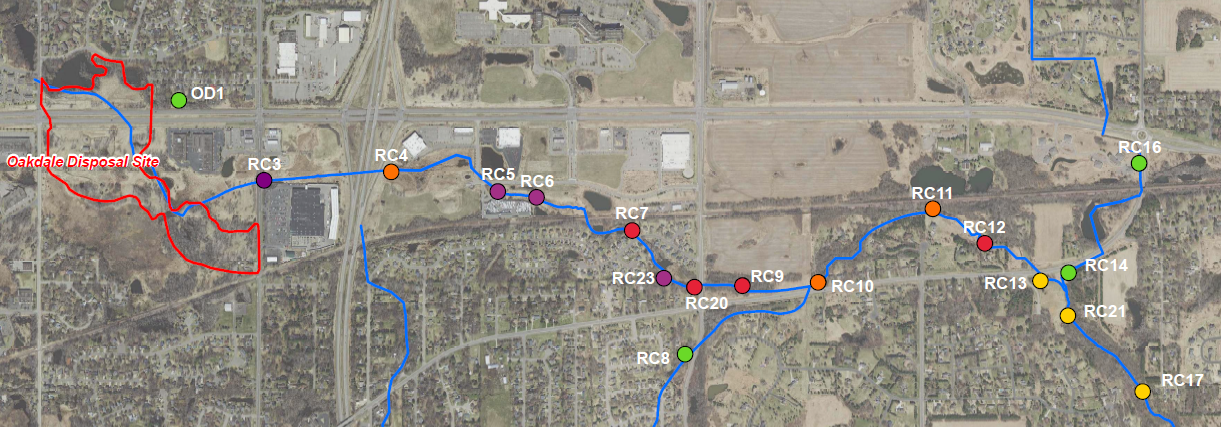 OD1
Oakdale Disposal Site
RC3
RC4
RC5
RC6
RC7
RC23
RC20
RC9
RC8
RC10
RC11
RC12
RC13
RC14
RC16
RC21
RC17